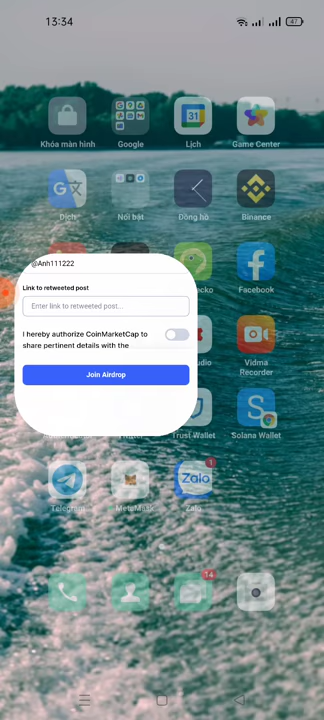 13:34
47
Khóa màn hình
Google
31
Lịch
Game Center
G
Dịch
Nổi bật
Đồng hồ
Binance
@Anh111222
Link to retweeted post
Enter link to retweeted post...
Facebook
I hereby authorize CoinMarketCap to
share pertinent details with the
Vidma
Recorder
Join Airdrop
Trust Wallet
Solana Wallet
1
Zalo
Telegram
MetaMask
Zalo
14